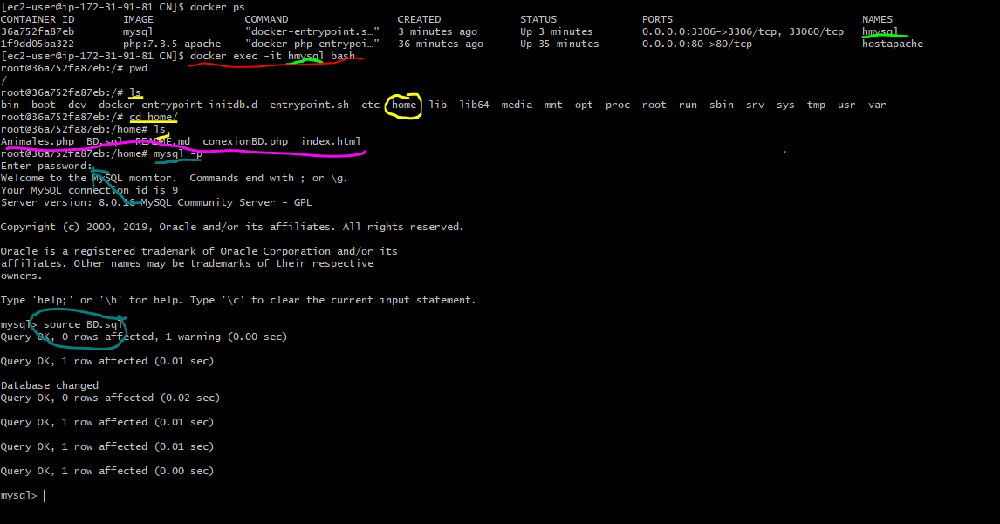 [ec2-user@ip-172-31-91-81 CN]$ docker ps
CONTAINER ID        IMAGE               COMMAND                  CREATED             STATUS              PORTS                               NAMES
36a752fa87eb        mysql               "docker-entrypoint.s…"   3 minutes ago       Up 3 minutes        0.0.0.0:3306->3306/tcp, 33060/tcp   hmysql
1f9dd05ba322        php:7.3.5-apache    "docker-php-entrypoi…"   36 minutes ago      Up 35 minutes       0.0.0.0:80->80/tcp                  hostapache
[ec2-user@ip-172-31-91-81 CN]$ docker exec -it hmysql bash
root@36a752fa87eb:/# pwd
/
root@36a752fa87eb:/# ls
bin  boot  dev  docker-entrypoint-initdb.d  entrypoint.sh  etc  home  lib  lib64  media  mnt  opt  proc  root  run  sbin  srv  sys  tmp  usr  var
root@36a752fa87eb:/# cd home/
root@36a752fa87eb:/home# ls
Animales.php  BD.sql  README.md  conexionBD.php  index.html
root@36a752fa87eb:/home# mysql -p
Enter password:
Welcome to the MySQL monitor.  Commands end with ; or \g.
Your MySQL connection id is 9
Server version: 8.0.18 MySQL Community Server - GPL
Copyright (c) 2000, 2019, Oracle and/or its affiliates. All rights reserved.
Oracle is a registered trademark of Oracle Corporation and/or its
affiliates. Other names may be trademarks of their respective
owners.
Type 'help;' or '\h' for help. Type '\c' to clear the current input statement.
mysql> source BD.sql
Query OK, 0 rows affected, 1 warning (0.00 sec)
Query OK, 1 row affected (0.01 sec)
Database changed
Query OK, 0 rows affected (0.02 sec)
Query OK, 1 row affected (0.01 sec)
Query OK, 1 row affected (0.01 sec)
Query OK, 1 row affected (0.00 sec)
mysql>